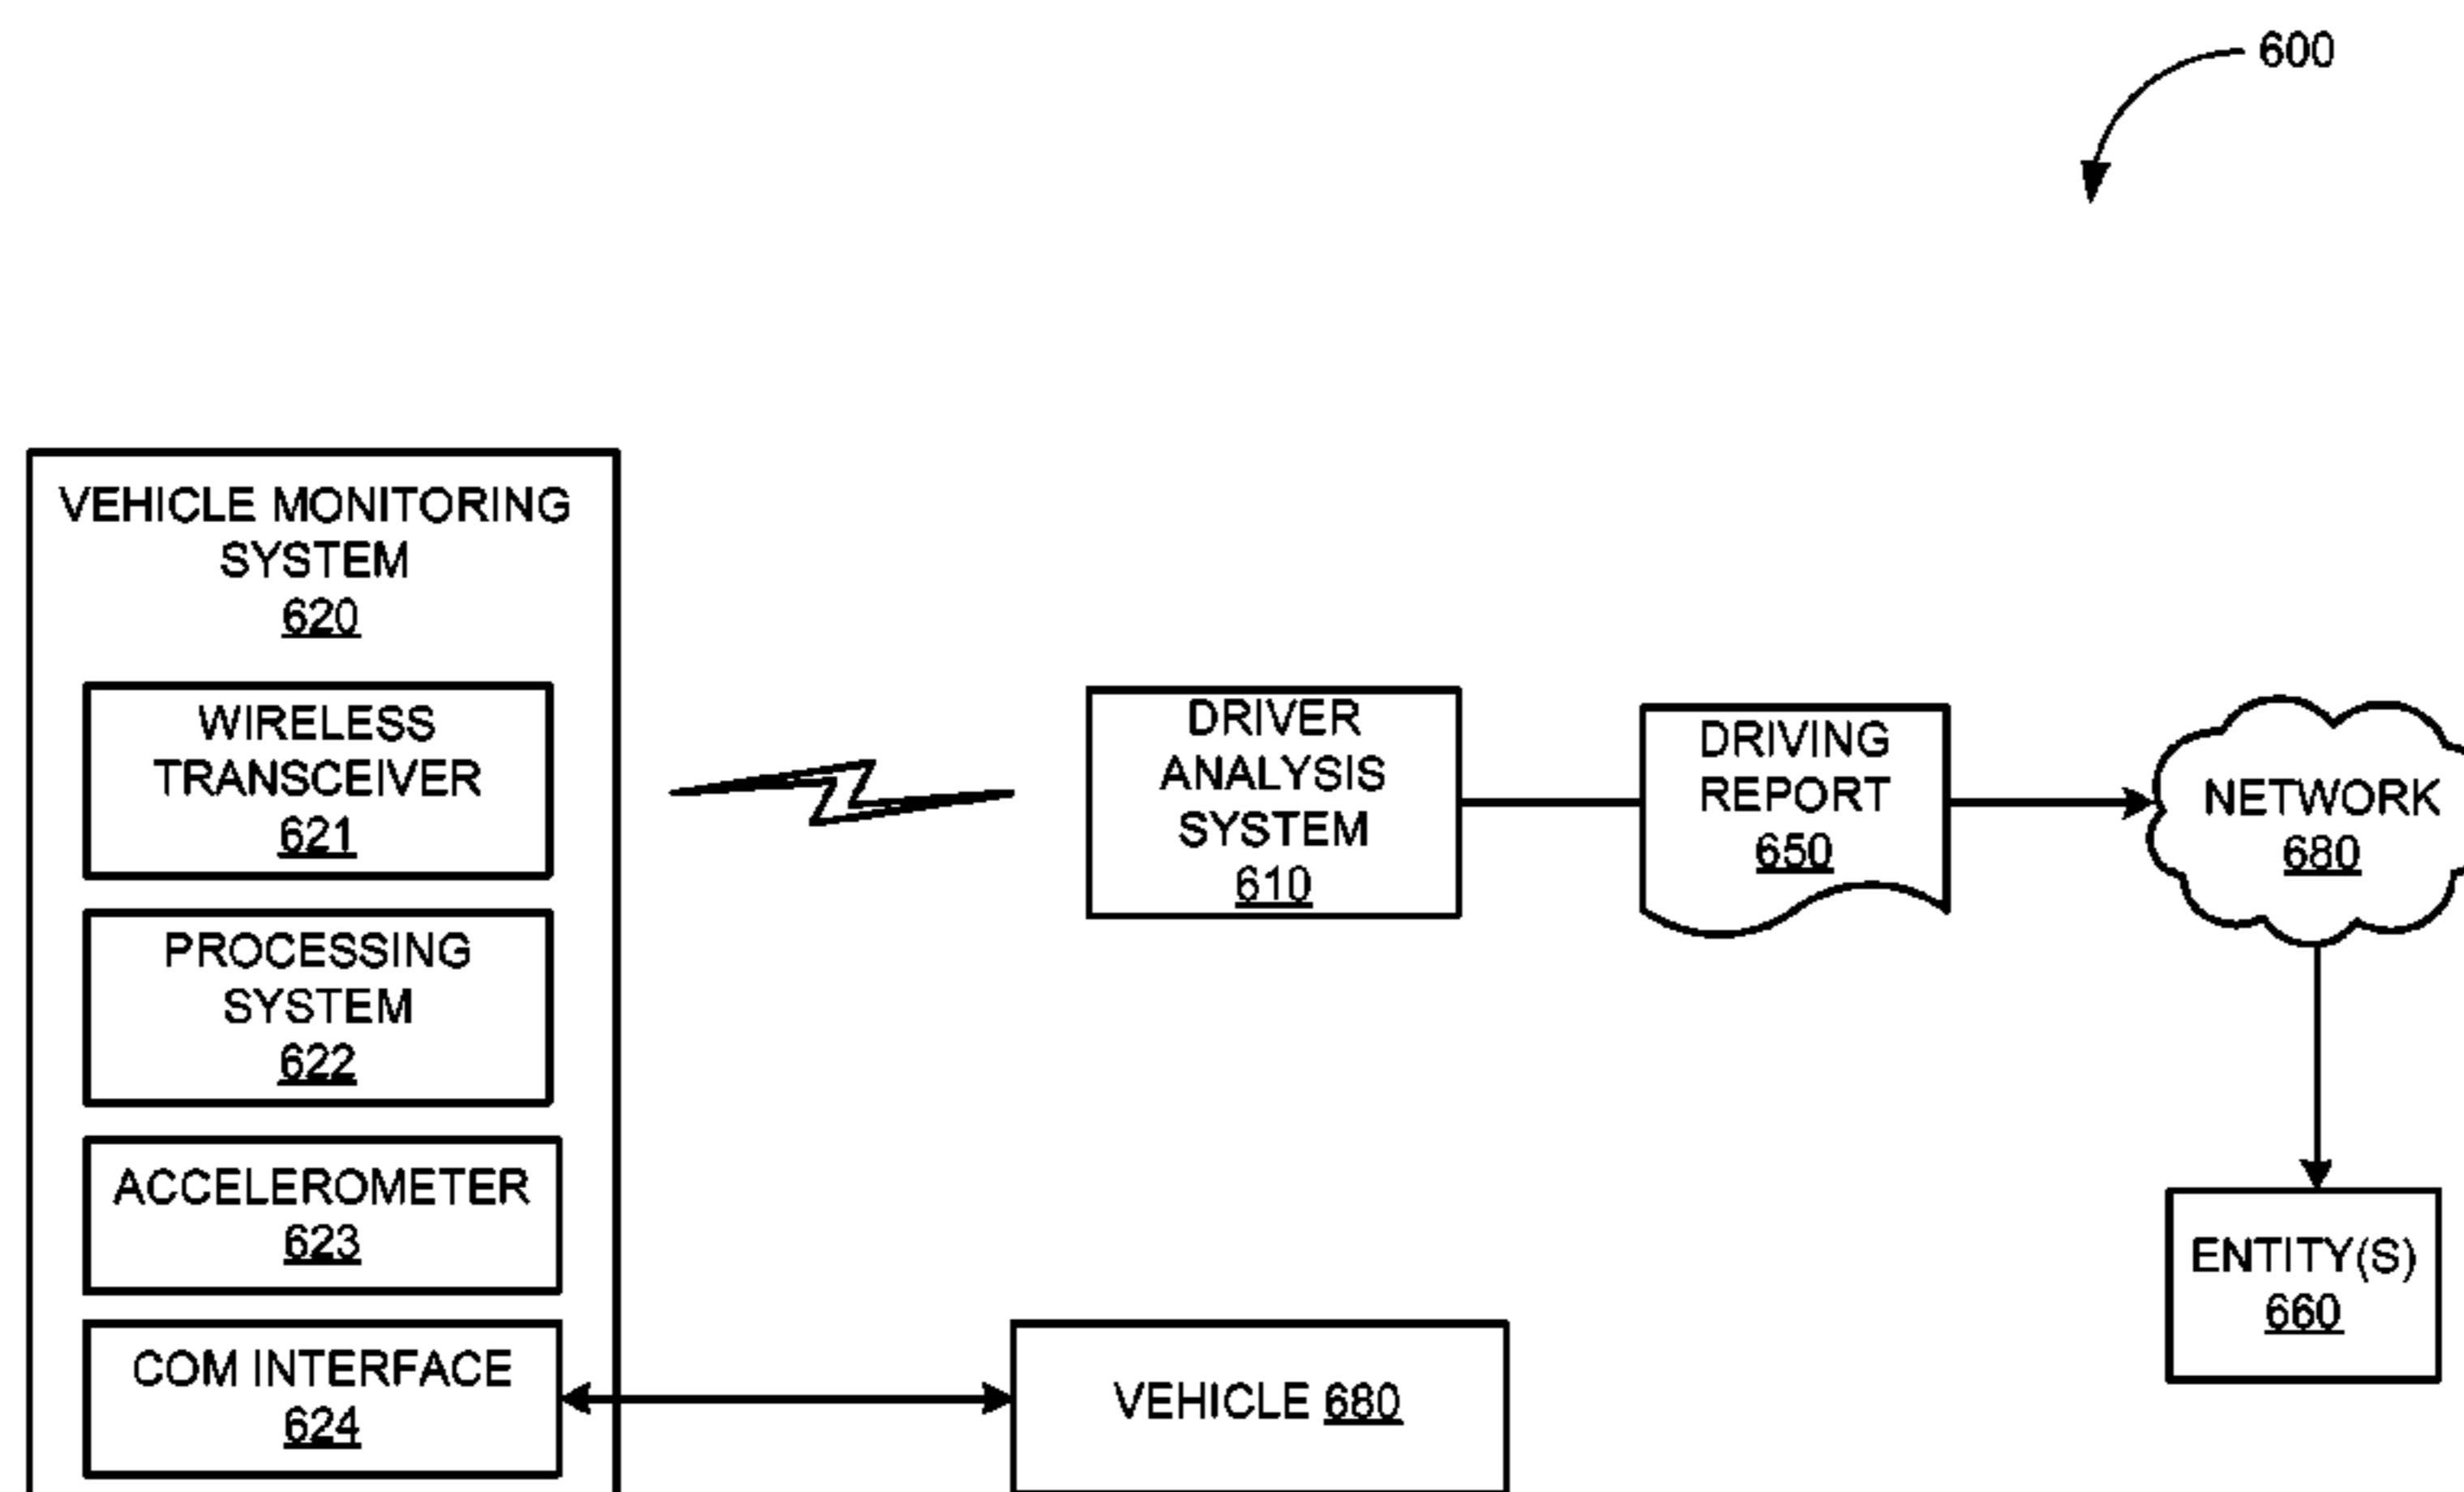 600
VEHICLE MONITORING
SYSTEM
620
WIRELESS
TRANSCEIVER
621
PROCESSING
SYSTEM
622
ACCELEROMETER
623
COM INTERFACE
624
DRIVER
ANALYSIS
SYSTEM
610
DRIVING
REPORT
650
NETWORK
680
ENTITY(S)
660
VEHICLE 680